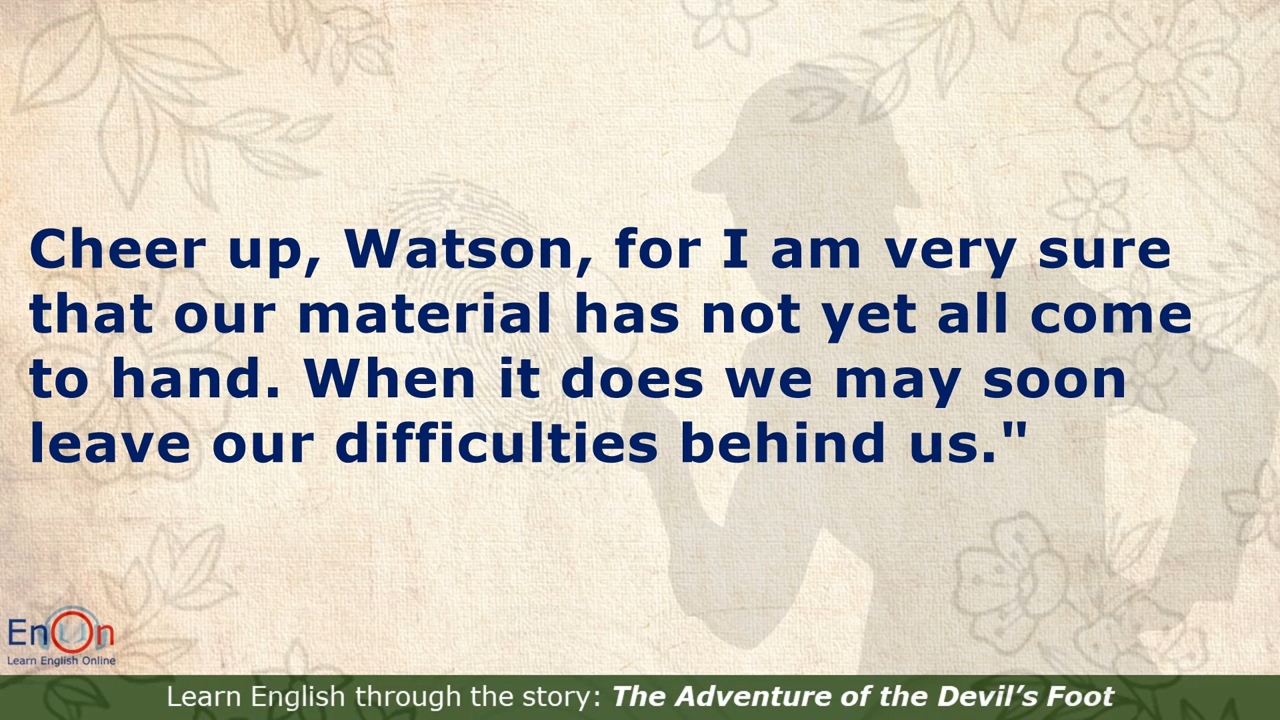 Cheer up, Watson, for I am very sure
that our material has not yet all come
to hand. When it does we may soon
leave our difficulties behind us."
EnOn
Learn English Online
Learn English through the story: The Adventure of the Devil’s Foot